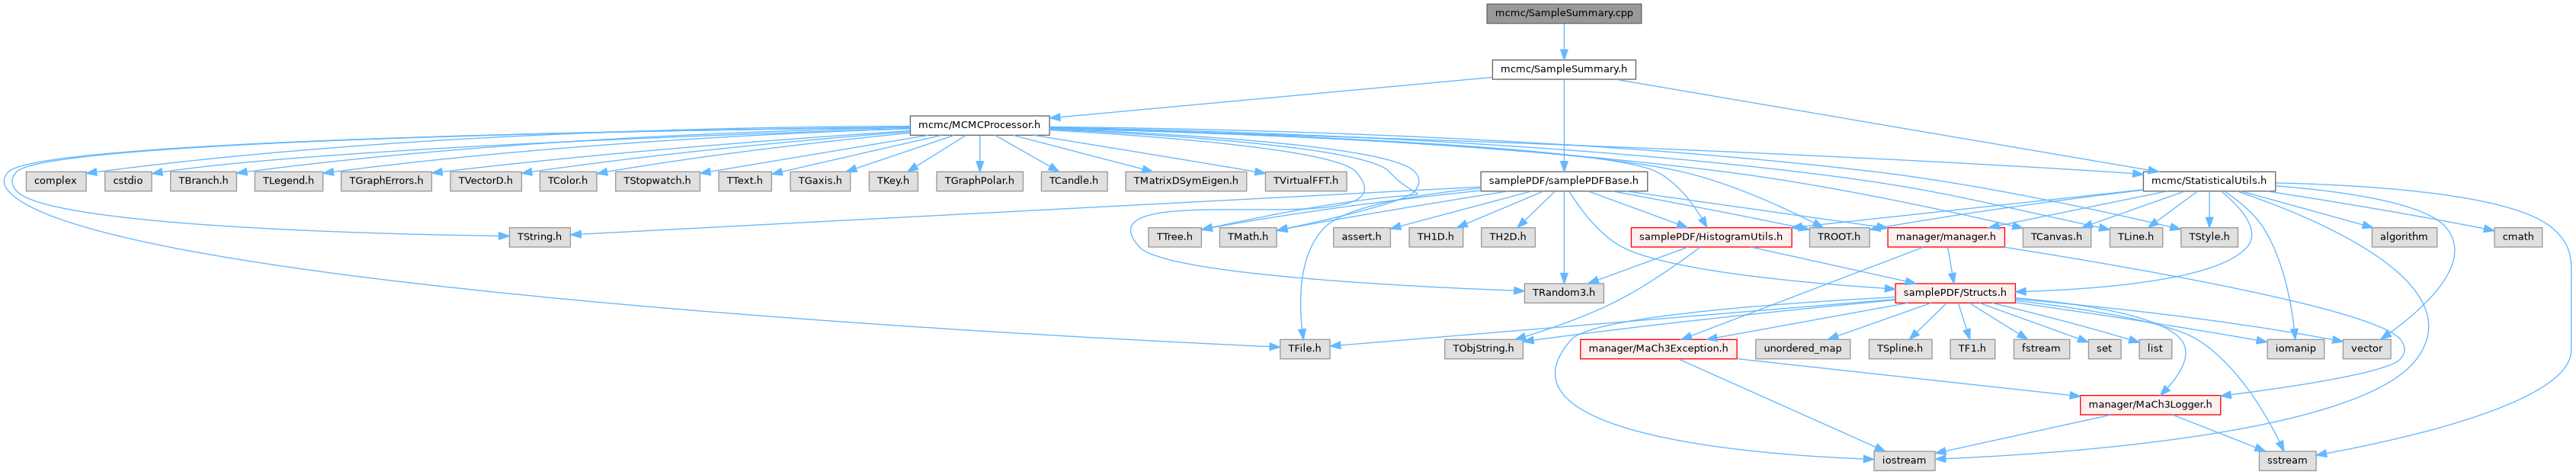 mcmc/SampleSummary.cpp
mcmc/SampleSummary.h
mcmc/MCMCProcessor.h
complex
cstdio
TBranch.h
TLegend.h
TGraphErrors.h
TVectorD.h
TColor.h
TStopwatch.h
TText.h
TGaxis.h
TKey.h
TGraphPolar.h
TCandle.h
TMatrixDSymEigen.h
TVirtualFFT.h
samplePDF/samplePDFBase.h
mcmc/StatisticalUtils.h
TString.h
TTree.h
TMath.h
assert.h
TH1D.h
TH2D.h
samplePDF/HistogramUtils.h
TROOT.h
manager/manager.h
TCanvas.h
TLine.h
TStyle.h
algorithm
cmath
TRandom3.h
samplePDF/Structs.h
TFile.h
TObjString.h
manager/MaCh3Exception.h
unordered_map
TSpline.h
TF1.h
fstream
set
list
iomanip
vector
manager/MaCh3Logger.h
iostream
sstream